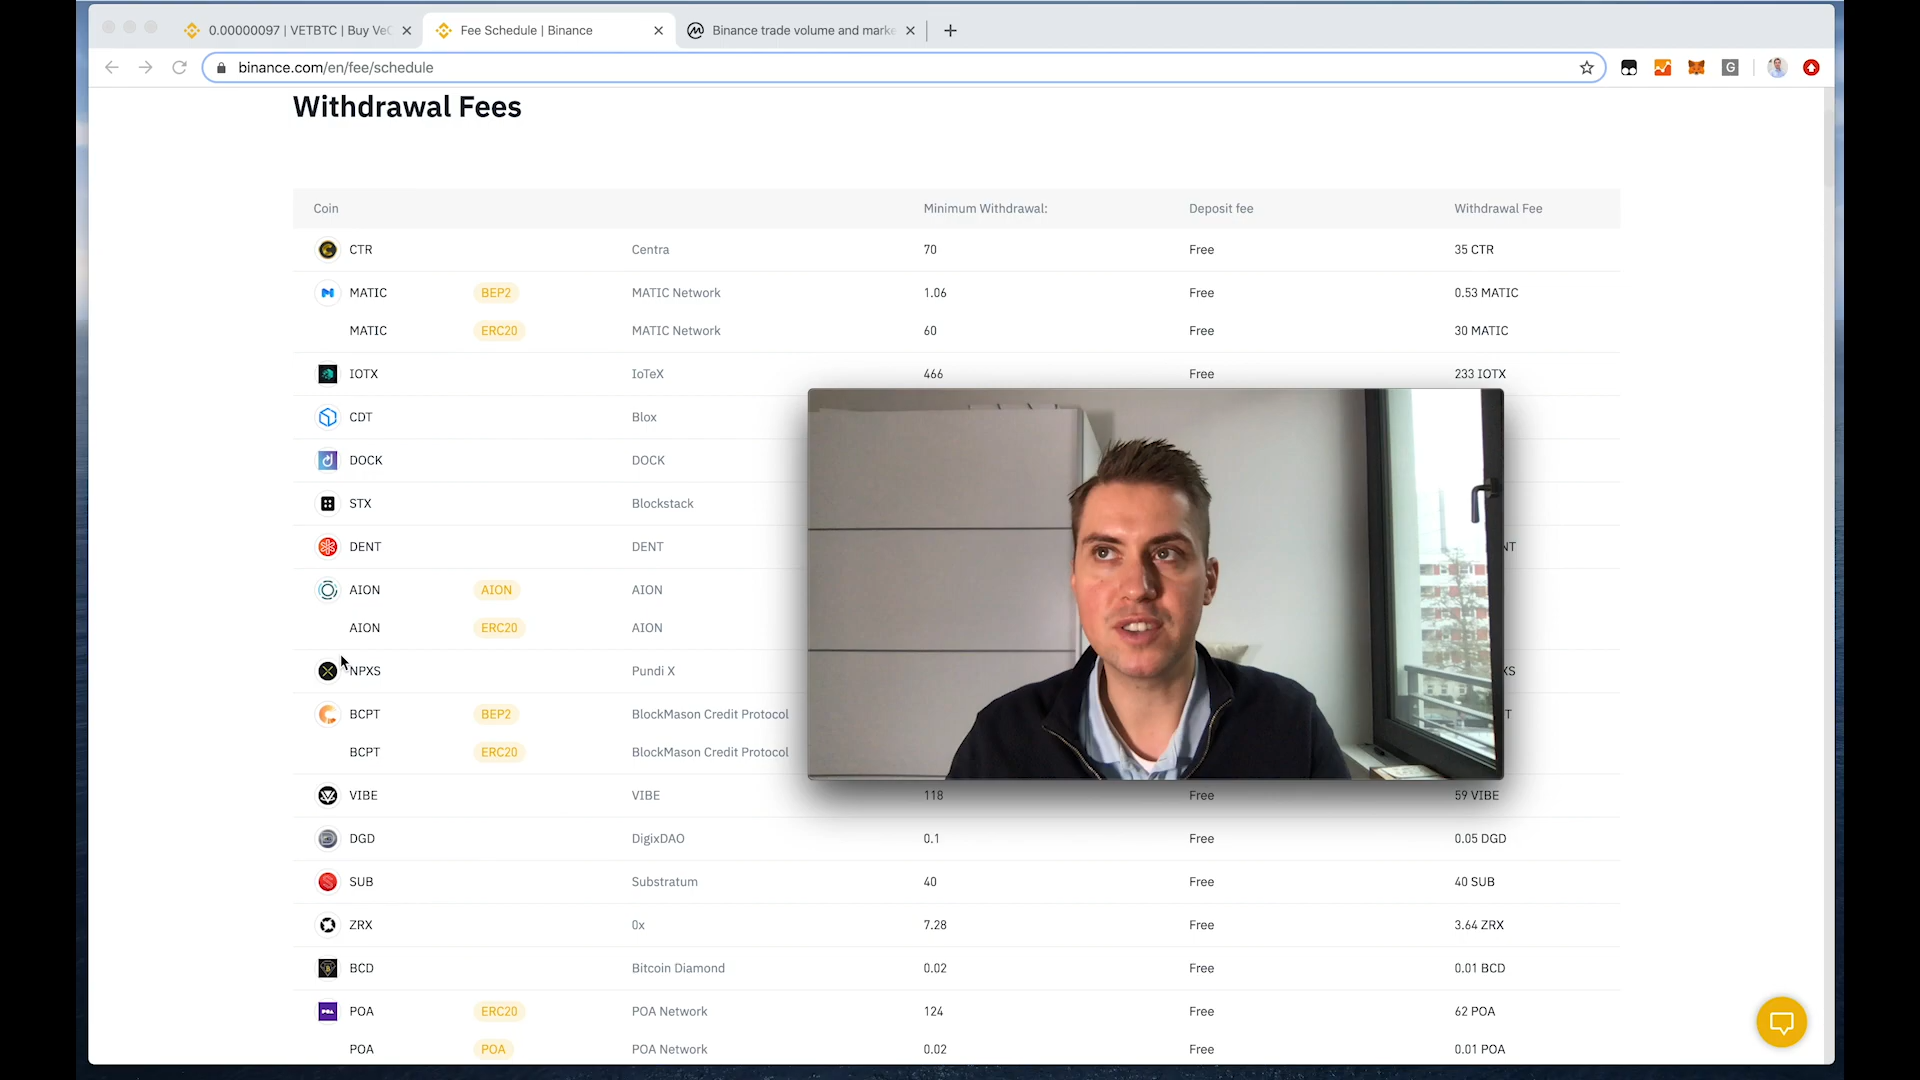 0.00000097 | VETBTC | Buy VeC
Fee Schedule | Binance
Binance trade volume and marke
binance.com/en/fee/schedule
G
Withdrawal Fees
Coin Minimum Withdrawal: Deposit fee Withdrawal Fee
CTR Centra 70 Free 35 CTR
MATIC BEP2 MATIC Network 1.06 Free 0.53 MATIC
MATIC ERC20 MATIC Network 60 Free 30 MATIC
IOTX IoTeX 466 Free 233 IOTX
CDT Blox
DOCK DOCK
STX Blockstack
DENT DENT NT
AION AION AION
AION ERC20 AION
NPXS Pundi X XS
BCPT BEP2 BlockMason Credit Protocol T
BCPT ERC20 BlockMason Credit Protocol
VIBE VIBE 118 Free 59 VIBE
DGD DigixDAO 0.1 Free 0.05 DGD
SUB Substratum 40 Free 40 SUB
ZRX 0x 7.28 Free 3.64 ZRX
BCD Bitcoin Diamond 0.02 Free 0.01 BCD
POA ERC20 POA Network 124 Free 62 POA
POA POA POA Network 0.02 Free 0.01 POA